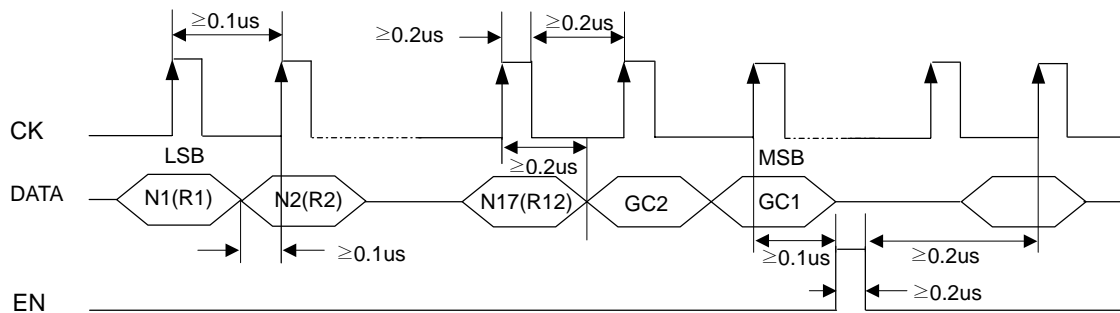 ≥0.1us
≥0.2us
≥0.2us
CK
LSB
≥0.2us
MSB
DATA
N1(R1)
N2(R2)
N17(R12)
GC2
GC1
≥0.1us
≥0.1us
≥0.2us
≥0.2us
EN